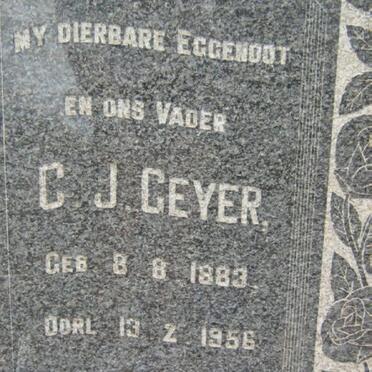 MY DIERBARE EGGENOOT
EN ONS VADER
C. J. GEYER,
GEB 8 8 1883.
OORL 13 2 1956